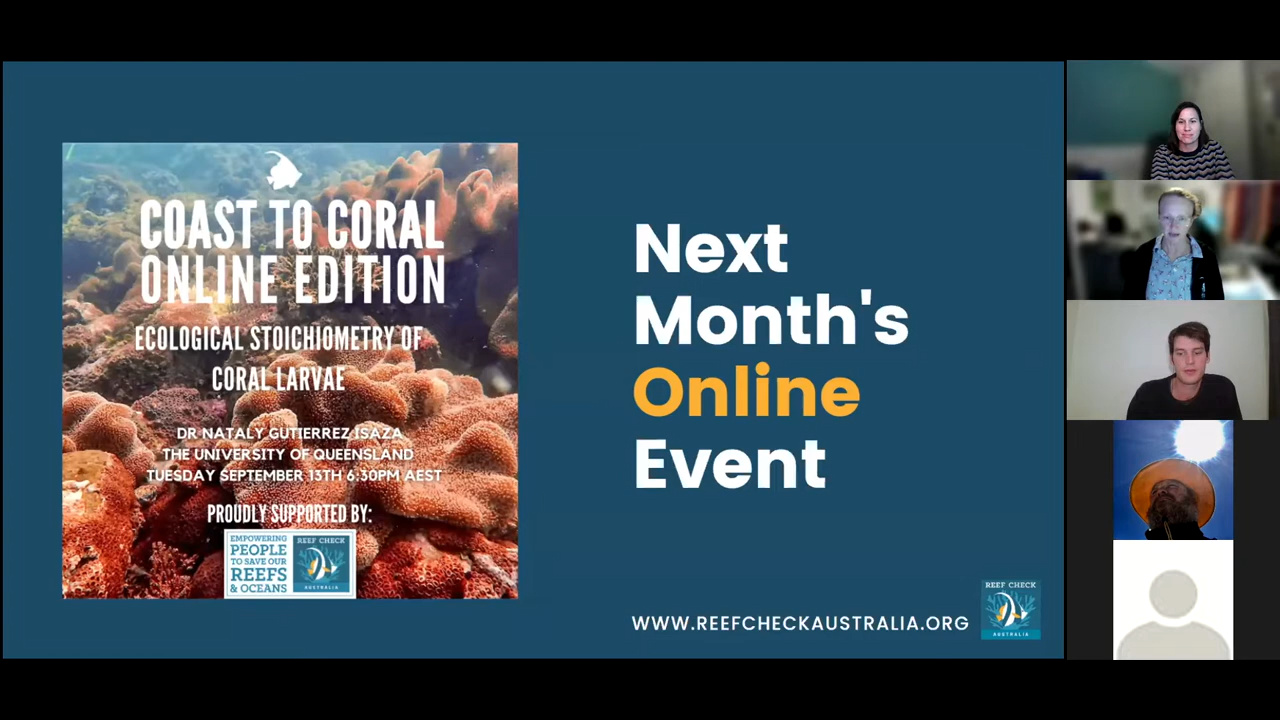 COAST TO CORAL
ONLINE EDITION
ECOLOGICAL STOICHIOMETRY OF
CORAL LARVAE
DR NATALY GUTIERREZ ISAZA
THE UNIVERSITY OF QUEENSLAND
TUESDAY SEPTEMBER 13TH 6:30PM AEST
PROUDLY SUPPORTED BY:
EMPOWERING
PEOPLE
TO SAVE OUR
REEFS
& OCEANS
REEF CHECK
AUSTRALIA
Next
Month's
Online
Event
WWW.REEFCHECKAUSTRALIA.ORG
REEF CHECK
AUSTRALIA